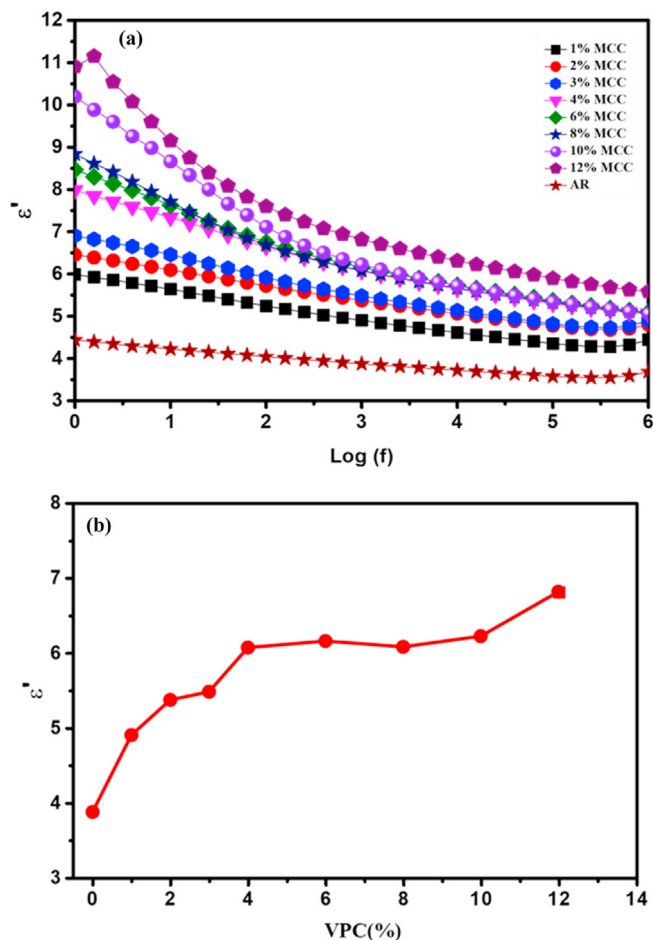 (a)
12
11
10
9
8
7
6
5
4
3
ε'
1% MCC
2% MCC
3% MCC
4% MCC
6% MCC
8% MCC
10% MCC
12% MCC
AR
0 1 2 3 4 5 6
Log (f)
(b)
8
7
6
5
4
3
ε'
0 2 4 6 8 10 12 14
VPC(%)